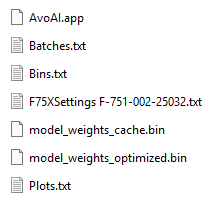 AvoAI.app
Batches.txt
Bins.txt
F75XSettings F-751-002-25032.txt
model_weights_cache.bin
model_weights_optimized.bin
Plots.txt